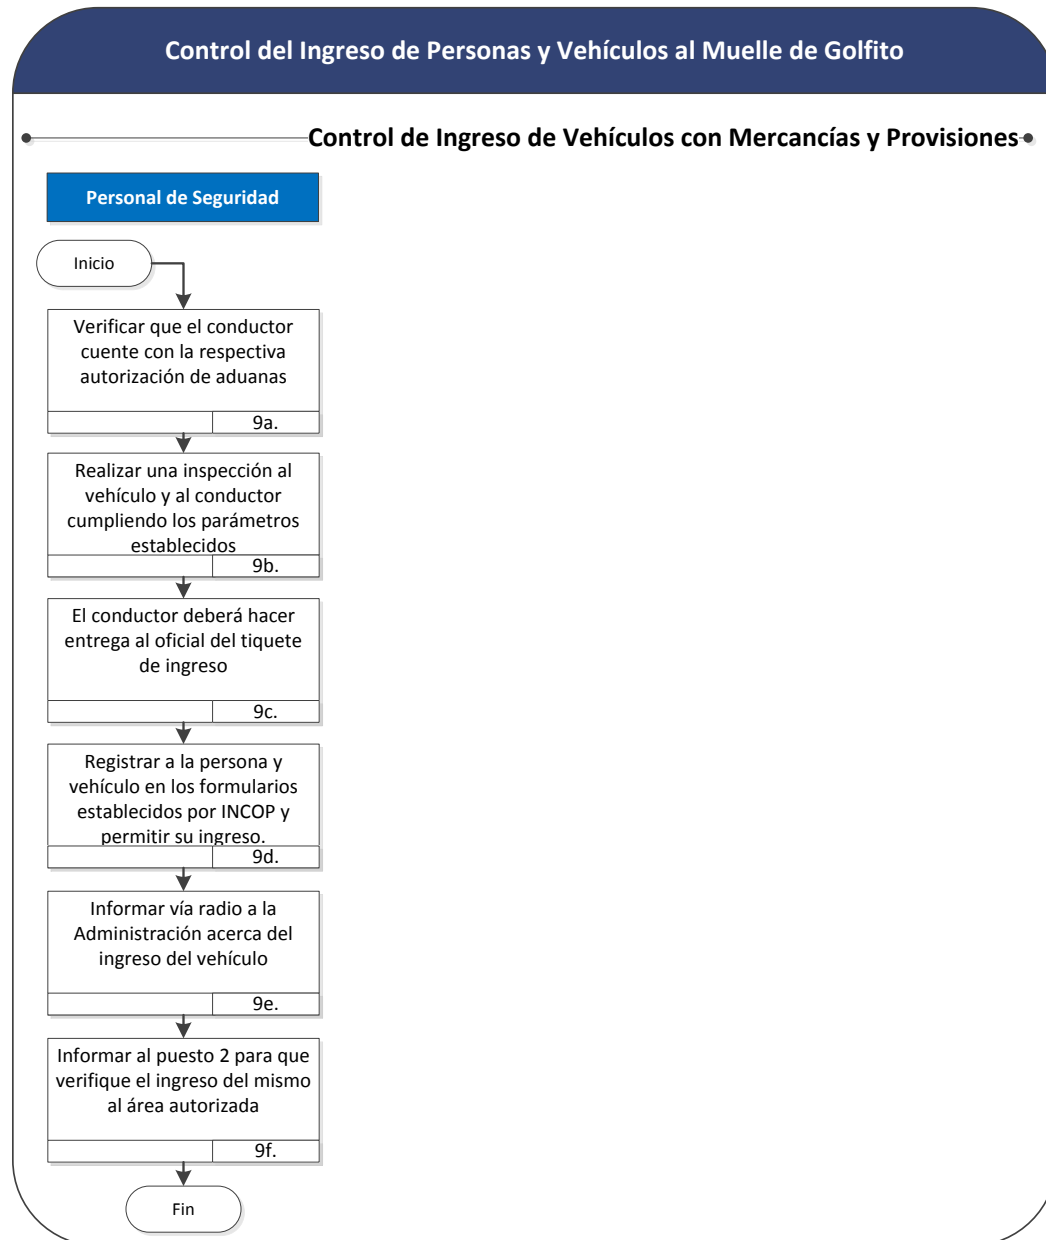 Control del Ingreso de Personas y Vehículos al Muelle de Golfito
Control de Ingreso de Vehículos con Mercancías y Provisiones
Personal de Seguridad
Inicio
Verificar que el conductor
cuente con la respectiva
autorización de aduanas
9a.
Realizar una inspección al
vehículo y al conductor
cumpliendo los parámetros
establecidos
9b.
El conductor deberá hacer
entrega al oficial del tiquete
de ingreso
9c.
Registrar a la persona y
vehículo en los formularios
establecidos por INCOP y
permitir su ingreso.
9d.
Informar vía radio a la
Administración acerca del
ingreso del vehículo
9e.
Informar al puesto 2 para que
verifique el ingreso del mismo
al área autorizada
9f.
Fin